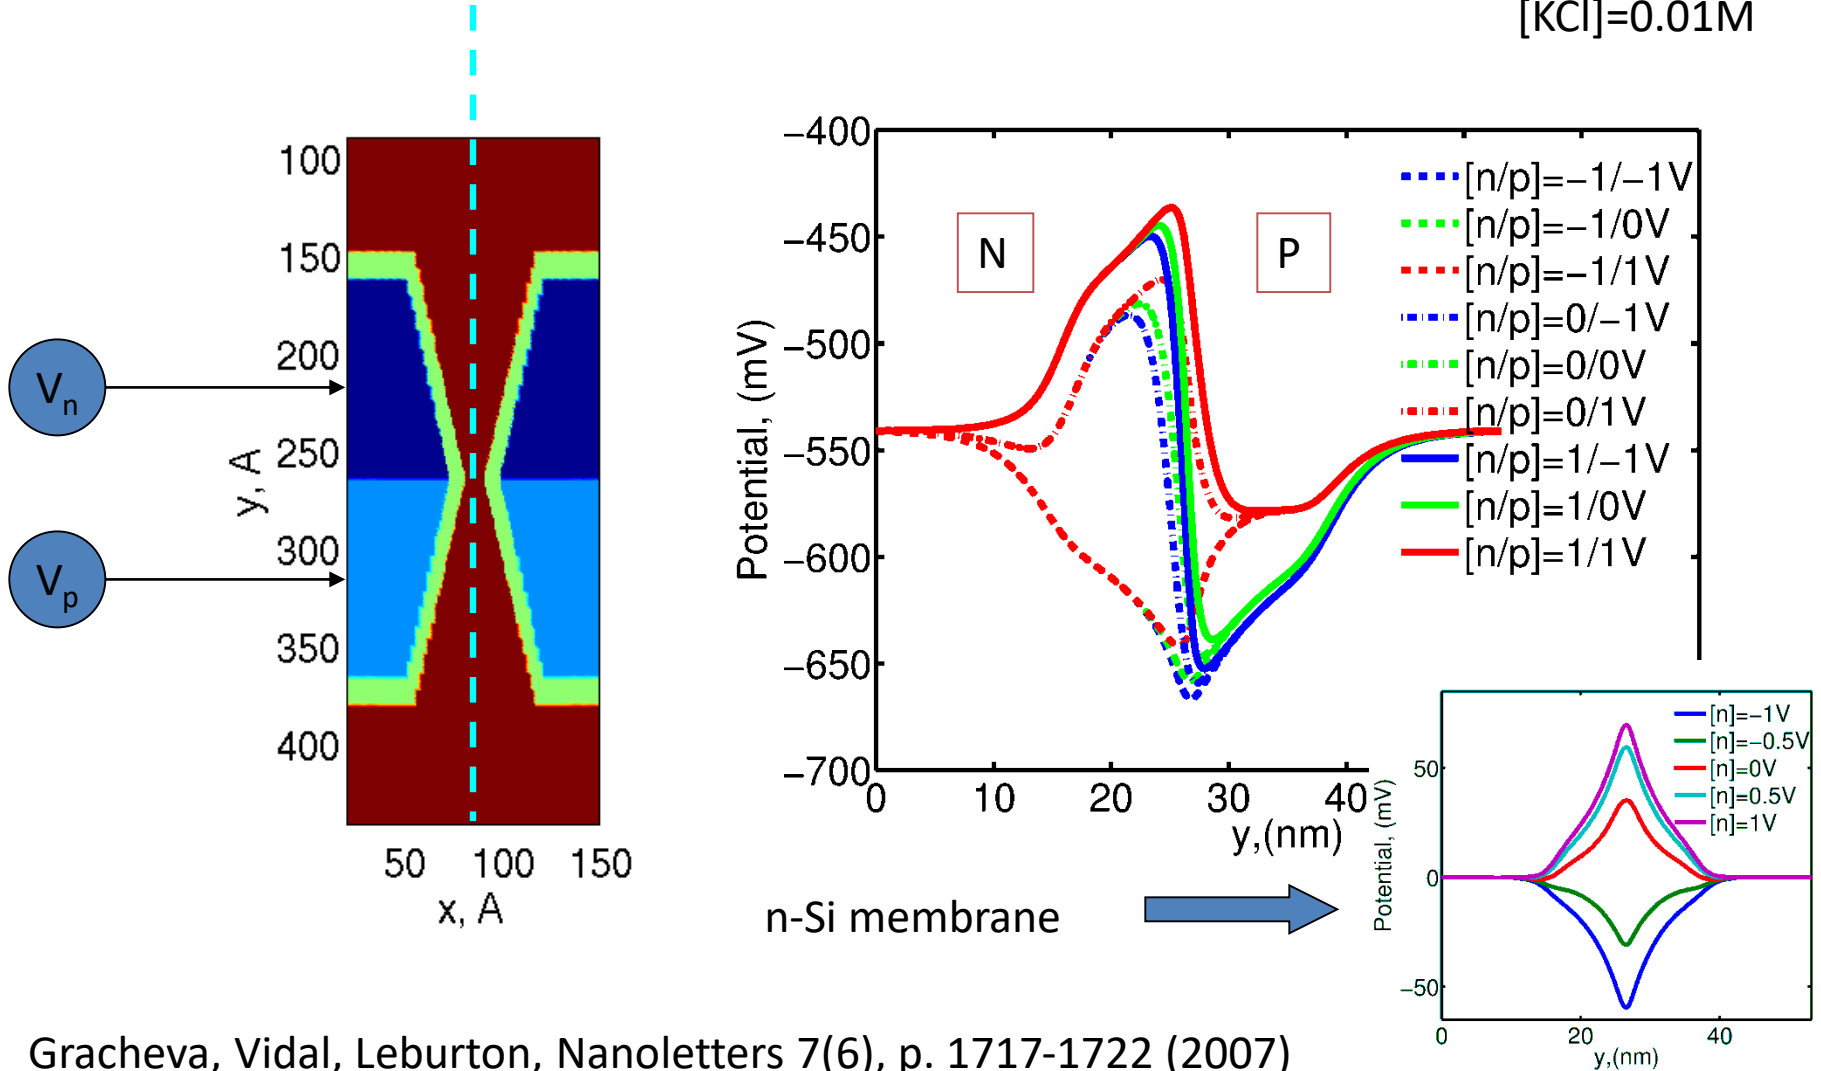 [KCl]=0.01M
V_n
V_p
100
150
200
250
300
350
400
y, A
50 100 150
x, A
−400
−450
−500
−550
−600
−650
−700
Potential, (mV)
N
P
[n/p]=−1/−1V
[n/p]=−1/0V
[n/p]=−1/1V
[n/p]=0/−1V
[n/p]=0/0V
[n/p]=0/1V
[n/p]=1/−1V
[n/p]=1/0V
[n/p]=1/1V
0 10 20 30 40
y,(nm)
n-Si membrane
[n]=−1V
[n]=−0.5V
[n]=0V
[n]=0.5V
[n]=1V
50
0
−50
Potential, (mV)
0 20 40
y,(nm)
Gracheva, Vidal, Leburton, Nanoletters 7(6), p. 1717-1722 (2007)